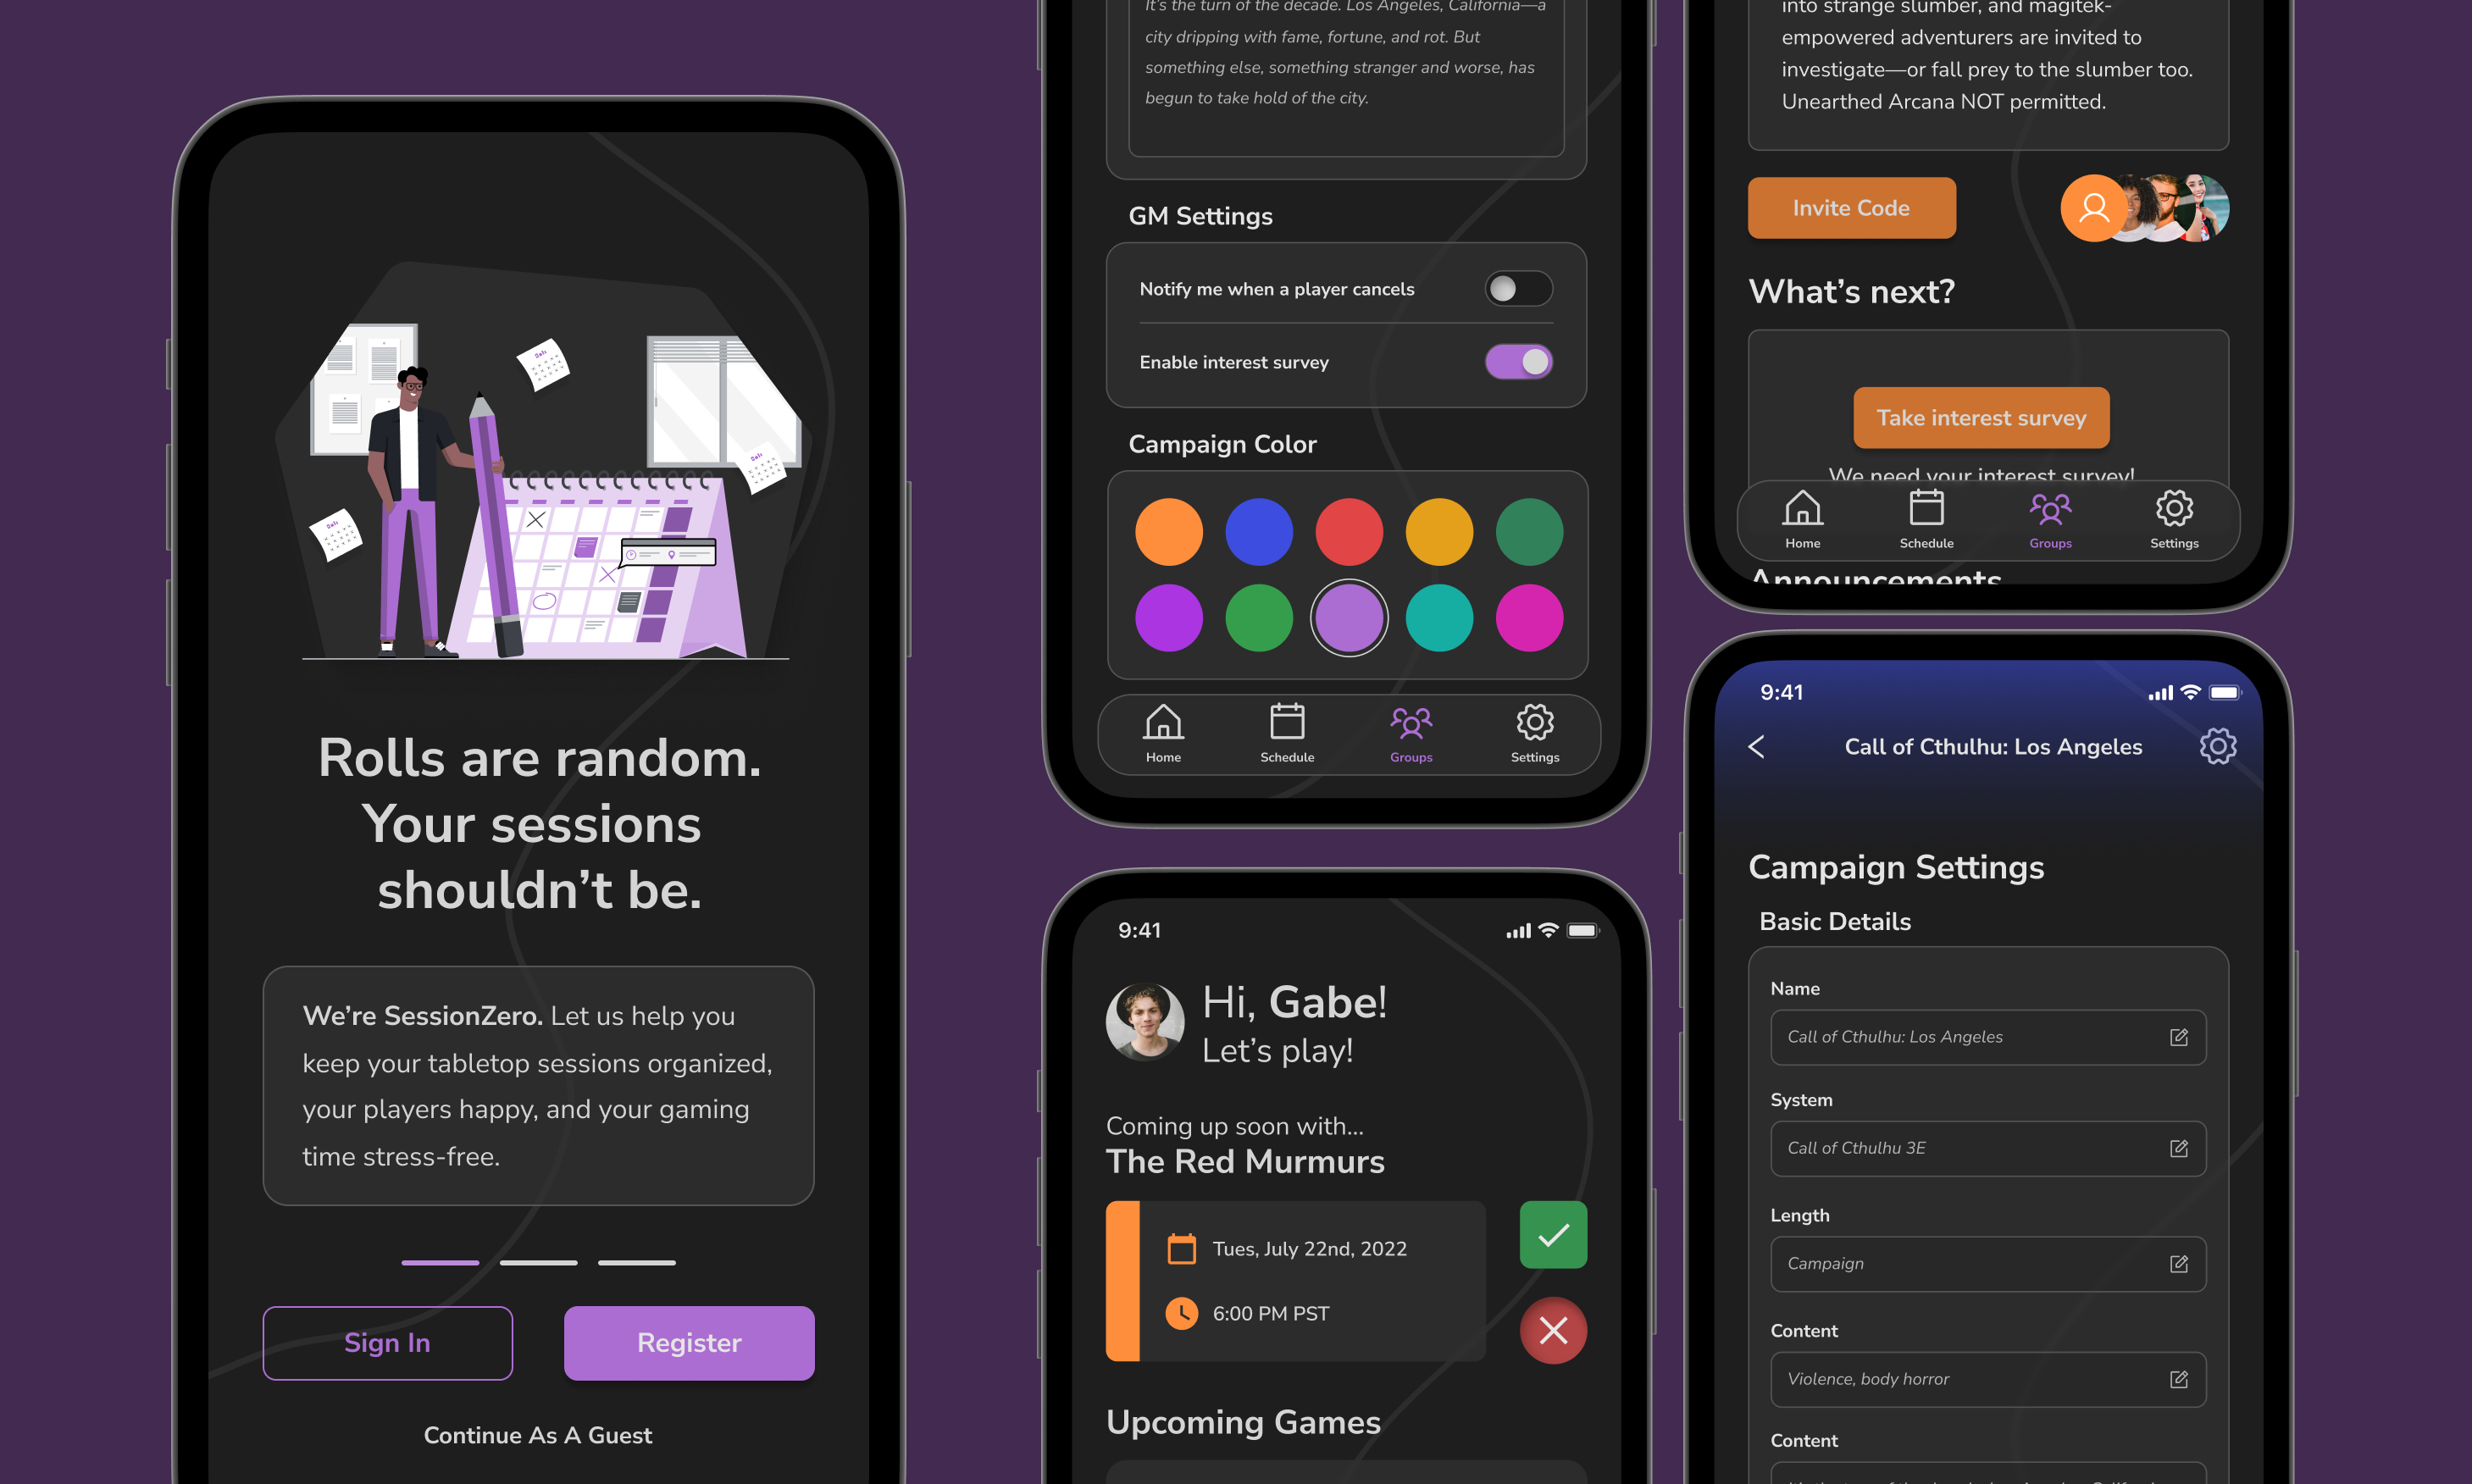 Rolls are random.
Your sessions
shouldn't be.
We're SessionZero. Let us help you
keep your tabletop sessions organized,
your players happy, and your gaming
time stress-free.
Sign In
Register
Continue As A Guest
It's the turn of the decade. Los Angeles, California—a
city dripping with fame, fortune, and rot. But
something else, something stranger and worse, has
begun to take hold of the city.
GM Settings
Notify me when a player cancels
Enable interest survey
Campaign Color
Home
Schedule
Groups
Settings
9:41
Hi, Gabe!
Let's play!
Coming up soon with...
The Red Murmurs
Tues, July 22nd, 2022
6:00 PM PST
Upcoming Games
into strange slumber, and magitek-
empowered adventurers are invited to
investigate—or fall prey to the slumber too.
Unearthed Arcana NOT permitted.
Invite Code
What's next?
Take interest survey
We need your interest survey!
Home
Schedule
Groups
Settings
Announcements
9:41
Call of Cthulhu: Los Angeles
Campaign Settings
Basic Details
Name
Call of Cthulhu: Los Angeles
System
Call of Cthulhu 3E
Length
Campaign
Content
Violence, body horror
Content